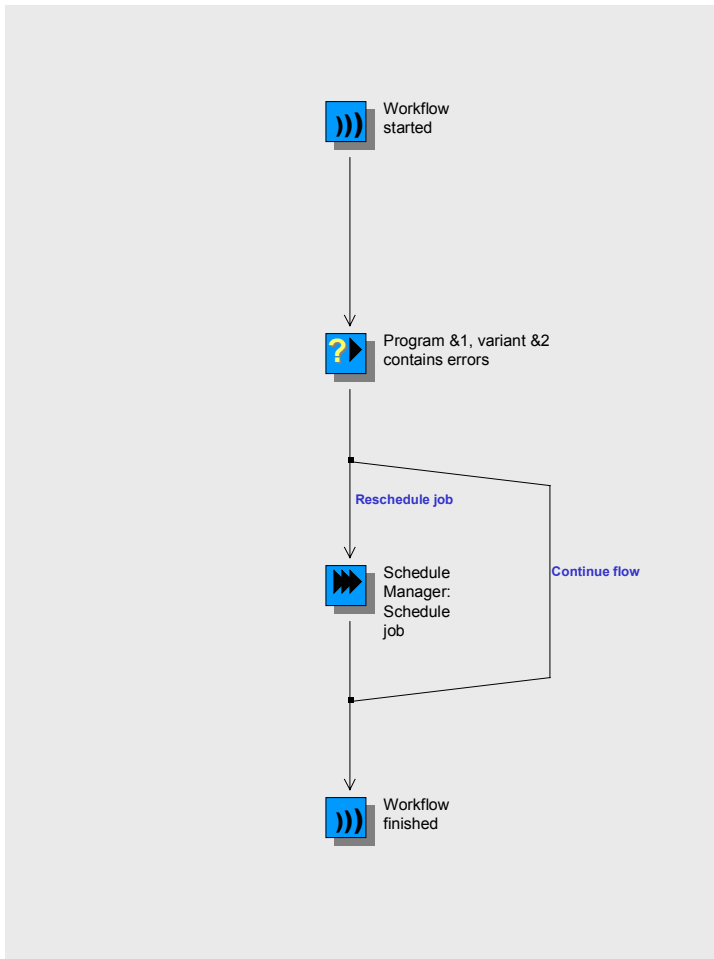 Workflow
started
Program &1, variant &2
contains errors
Reschedule job
Schedule
Manager:
Schedule
job
Continue flow
Workflow
finished